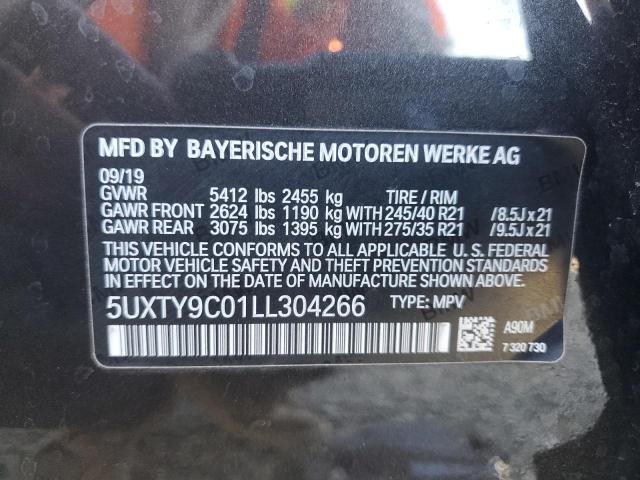 MFD BY BAYERISCHE MOTOREN WERKE AG
09/19
GVWR 5412 lbs 2455 kg TIRE / RIM
GAWR FRONT 2624 lbs 1190 kg WITH 245/40 R21 /8.5J x 21
GAWR REAR 3075 lbs 1395 kg WITH 275/35 R21 /9.5J x 21
THIS VEHICLE CONFORMS TO ALL APPLICABLE U. S. FEDERAL
MOTOR VEHICLE SAFETY AND THEFT PREVENTION STANDARDS
IN EFFECT ON THE DATE OF MANUFACTURE SHOWN ABOVE.
5UXTY9C01LL304266 TYPE: MPV
A90M
7 320 730